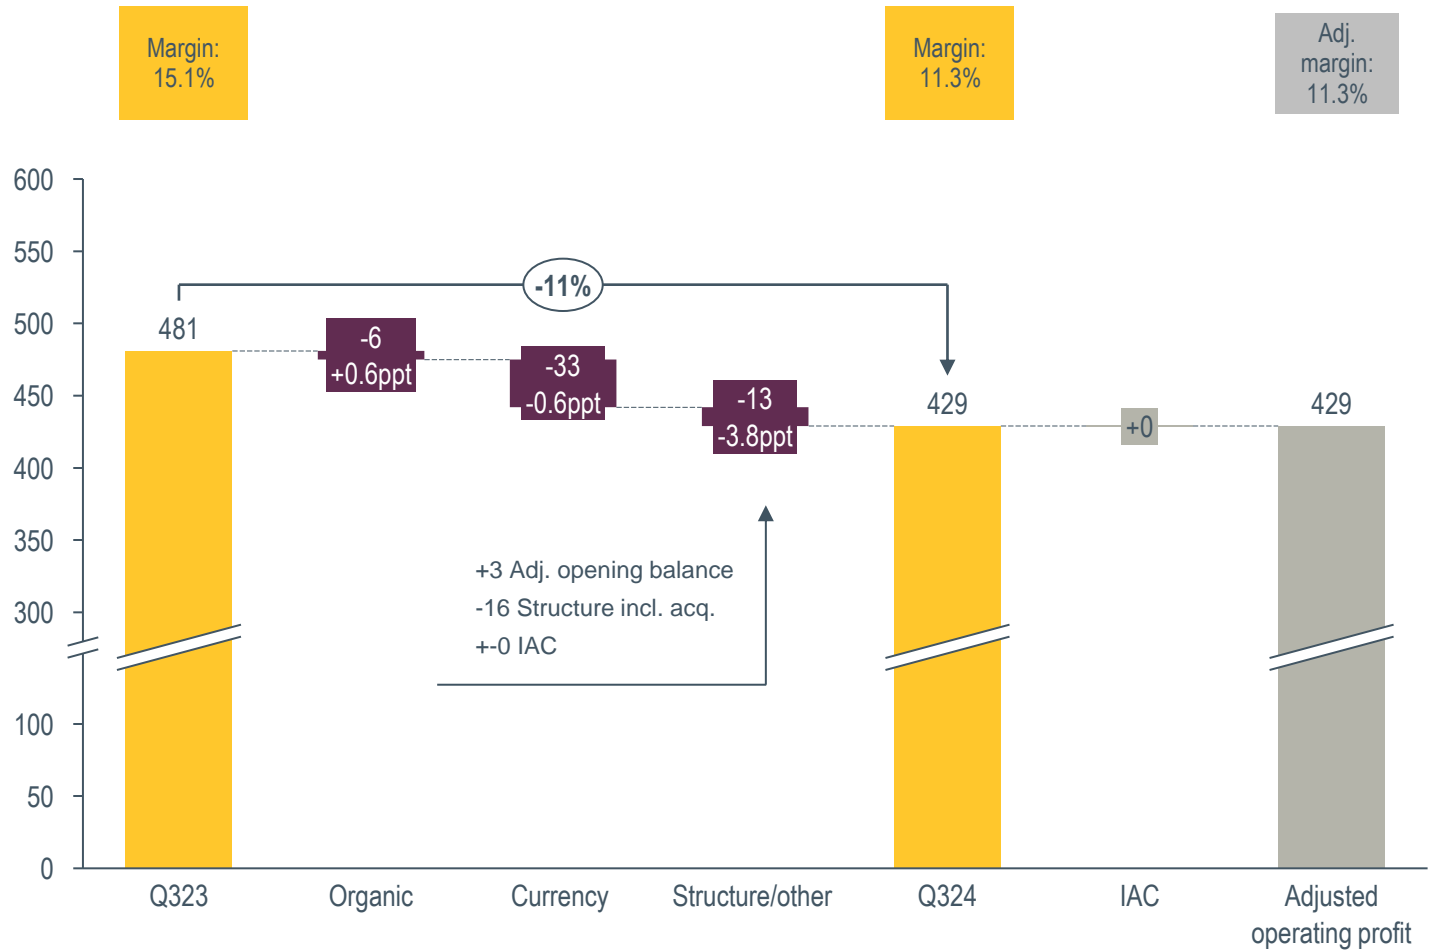 Margin:
15.1%
Margin:
11.3%
Adj.
margin:
11.3%
600
550
500
450
400
350
300
100
50
0
-11%
481
-6
+0.6ppt
-33
-0.6ppt
-13
-3.8ppt
429
+0
429
+3 Adj. opening balance
-16 Structure incl. acq.
+-0 IAC
Q323
Organic
Currency
Structure/other
Q324
IAC
Adjusted
operating profit